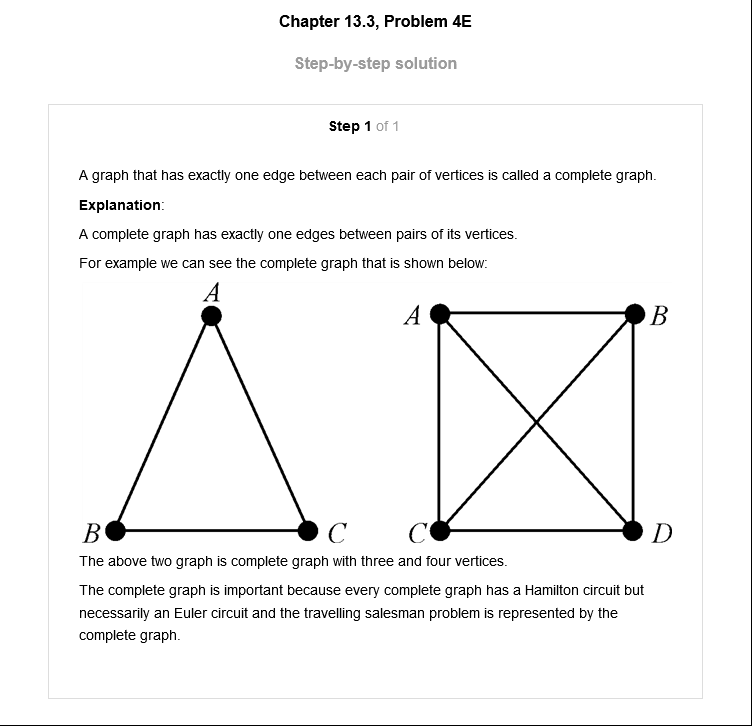 Chapter 13.3, Problem 4E
Step-by-step solution
Step 1 of 1
A graph that has exactly one edge between each pair of vertices is called a complete graph.
Explanation:
A complete graph has exactly one edges between pairs of its vertices.
For example we can see the complete graph that is shown below:
A
A B
B C C D
The above two graph is complete graph with three and four vertices.
The complete graph is important because every complete graph has a Hamilton circuit but
necessarily an Euler circuit and the travelling salesman problem is represented by the
complete graph.